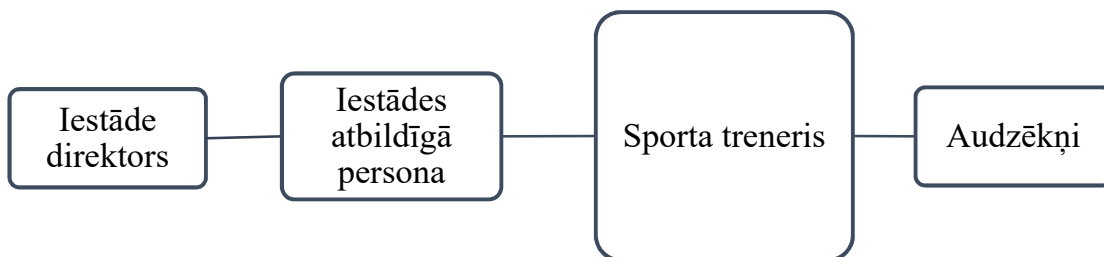 Iestāde
direktors
Iestādes
atbildīgā
persona
Sporta treneris
Audzēkņi